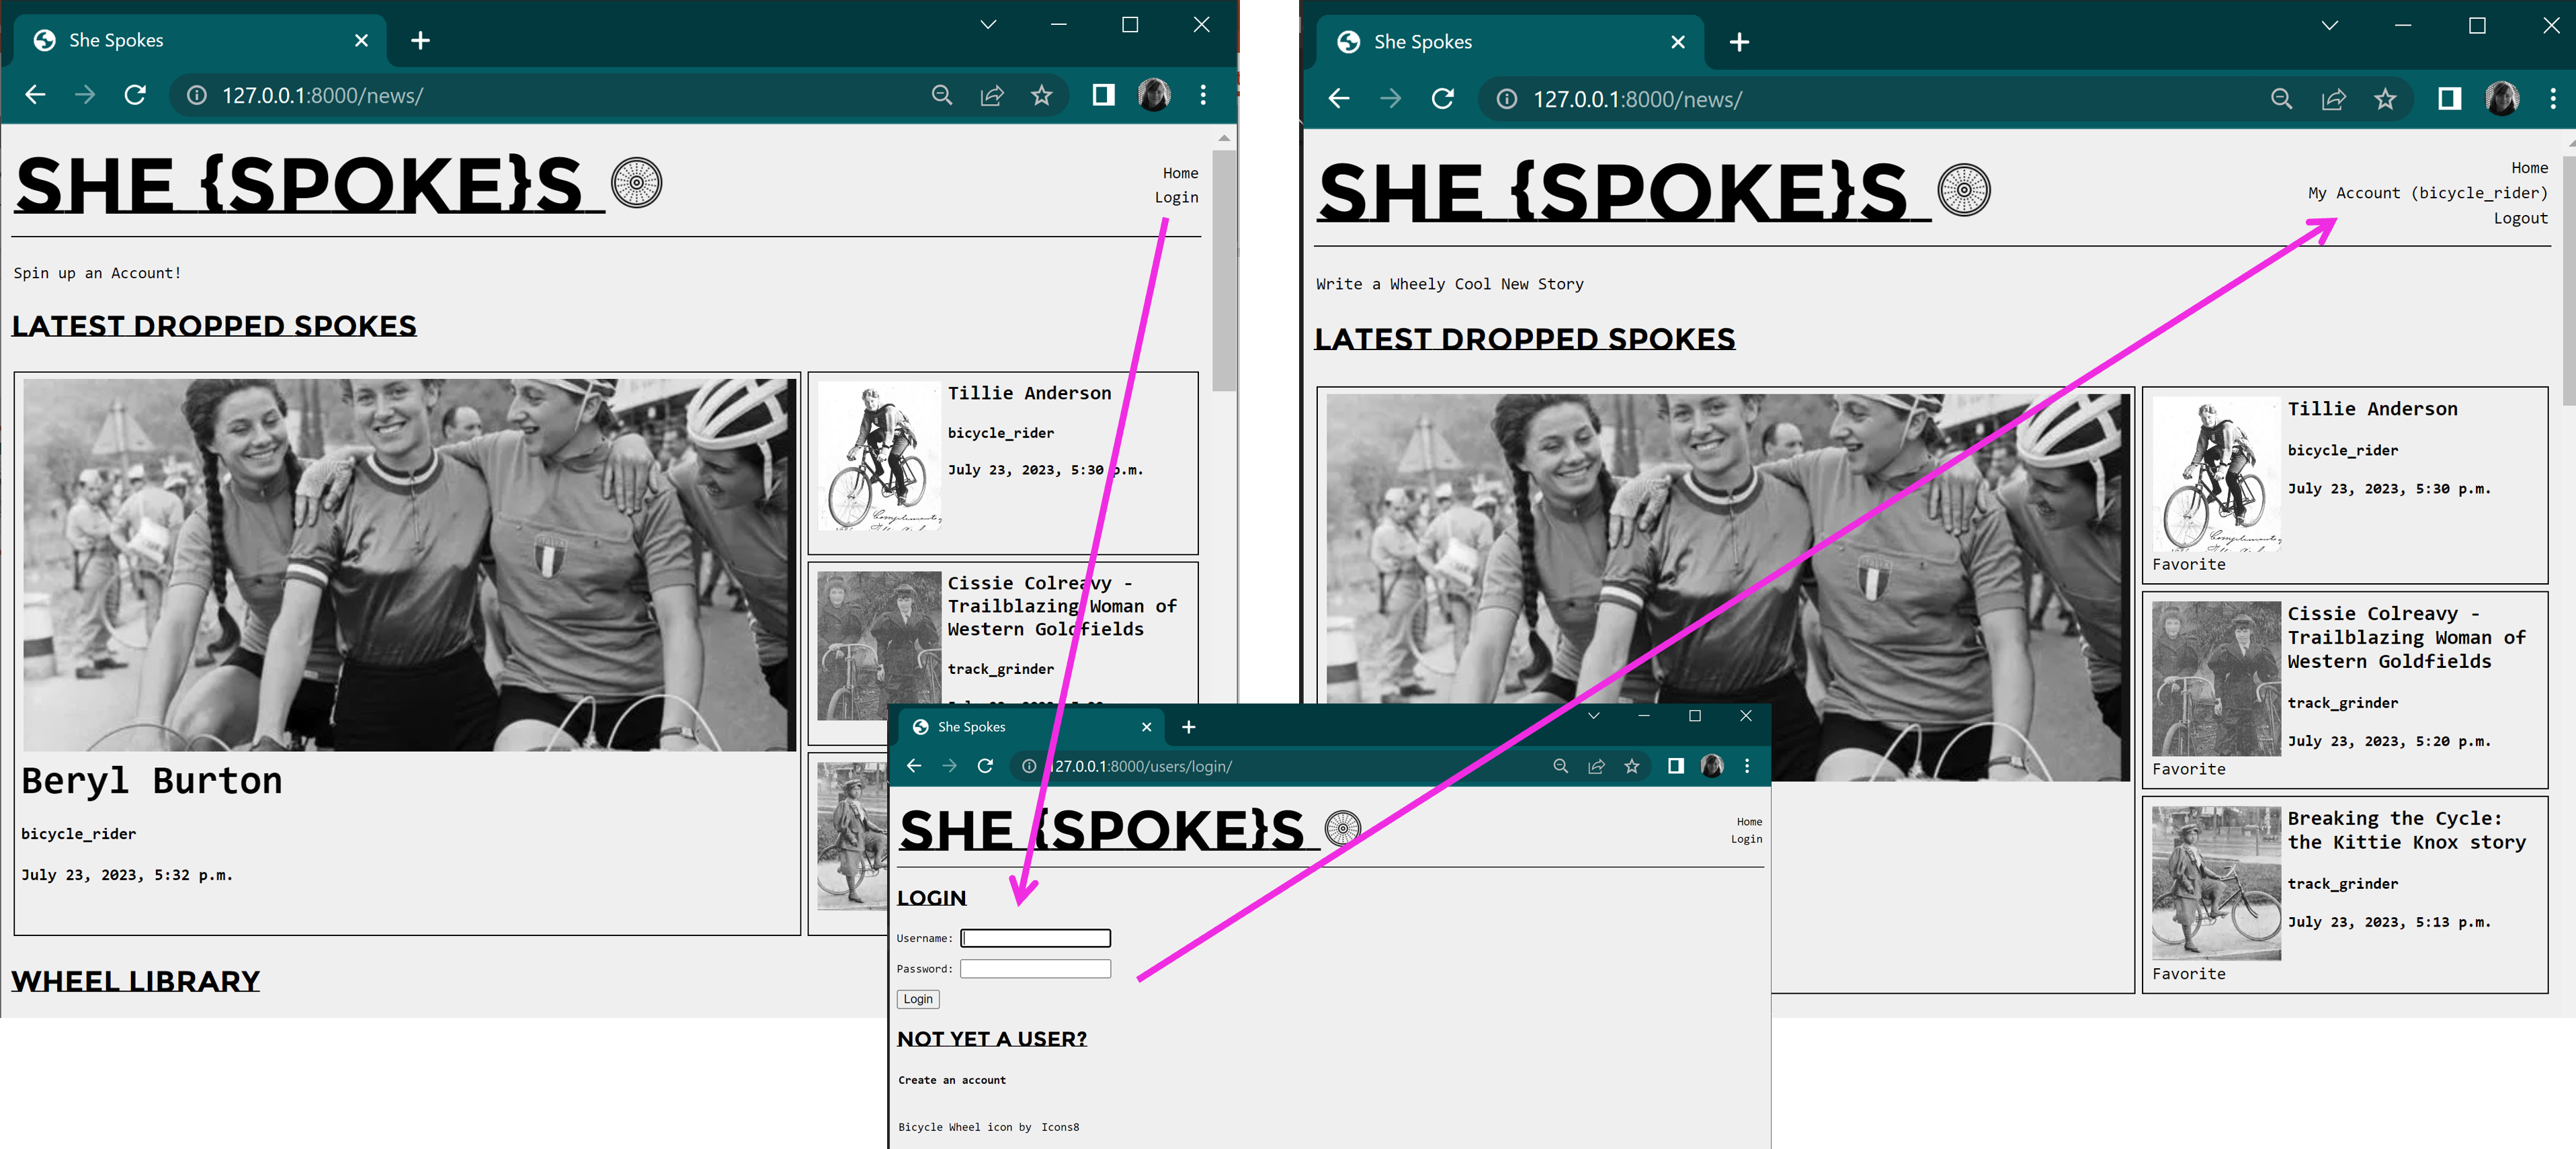 She Spokes
127.0.0.1:8000/news/
SHE {SPOKE}S
Home
Login
Spin up an Account!
LATEST DROPPED SPOKES
Beryl Burton
bicycle_rider
July 23, 2023, 5:32 p.m.
Tillie Anderson
bicycle_rider
July 23, 2023, 5:30 p.m.
Cissie Colreavy -
Trailblazing Woman of
Western Goldfields
track_grinder
WHEEL LIBRARY
She Spokes
127.0.0.1:8000/users/login/
SHE {SPOKE}S
Home
Login
LOGIN
Username:
Password:
Login
NOT YET A USER?
Create an account
Bicycle Wheel icon by Icons8
She Spokes
127.0.0.1:8000/news/
SHE {SPOKE}S
Home
My Account (bicycle_rider)
Logout
Write a Wheely Cool New Story
LATEST DROPPED SPOKES
Tillie Anderson
bicycle_rider
July 23, 2023, 5:30 p.m.
Favorite
Cissie Colreavy -
Trailblazing Woman of
Western Goldfields
track_grinder
July 23, 2023, 5:20 p.m.
Favorite
Breaking the Cycle:
the Kittie Knox story
track_grinder
July 23, 2023, 5:13 p.m.
Favorite